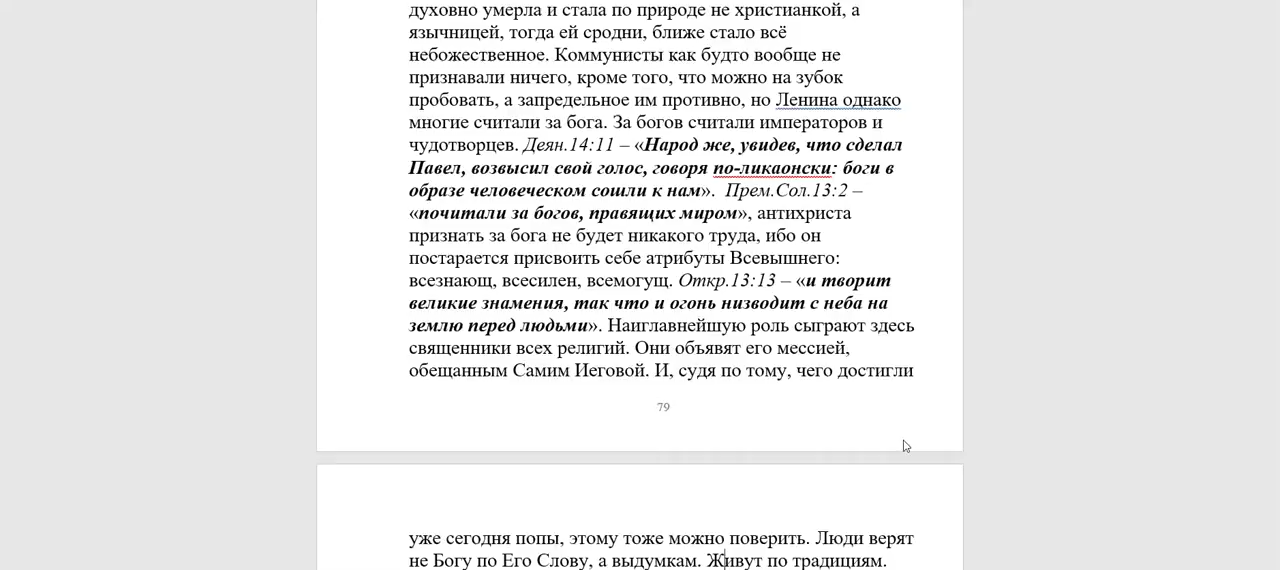 духовно умерла и стала по природе не христианкой, а
язычницей, тогда ей сродни, ближе стало всё
небожественное. Коммунисты как будто вообще не
признавали ничего, кроме того, что можно на зубок
пробовать, а запредельное им противно, но Ленина однако
многие считали за бога. За богов считали императоров и
чудотворцев. Деян.14:11 – «Народ же, увидев, что сделал
Павел, возвысил свой голос, говоря по-ликаонски: боги в
образе человеческом сошли к нам».  Прем.Сол.13:2 –
«почитали за богов, правящих миром», антихриста
признать за бога не будет никакого труда, ибо он
постарается присвоить себе атрибуты Всевышнего:
всезнающ, всесилен, всемогущ. Откр.13:13 – «и творит
великие знамения, так что и огонь низводит с неба на
землю перед людьми». Наиглавнейшую роль сыграют здесь
священники всех религий. Они объявят его мессией,
обещанным Самим Иеговой. И, судя по тому, чего достигли
79
уже сегодня попы, этому тоже можно поверить. Люди верят
не Богу по Его Слову, а выдумкам. Живут по традициям.